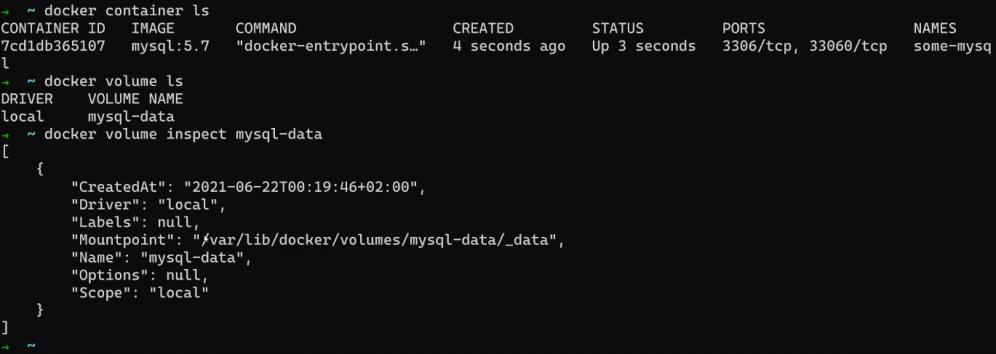 →  ~ docker container ls
CONTAINER ID   IMAGE       COMMAND                  CREATED         STATUS         PORTS                 NAMES
7cd1db365107   mysql:5.7   "docker-entrypoint.s…"   4 seconds ago   Up 3 seconds   3306/tcp, 33060/tcp   some-mysq
l
→  ~ docker volume ls
DRIVER    VOLUME NAME
local     mysql-data
→  ~ docker volume inspect mysql-data
[
    {
        "CreatedAt": "2021-06-22T00:19:46+02:00",
        "Driver": "local",
        "Labels": null,
        "Mountpoint": "/var/lib/docker/volumes/mysql-data/_data",
        "Name": "mysql-data",
        "Options": null,
        "Scope": "local"
    }
]
→  ~